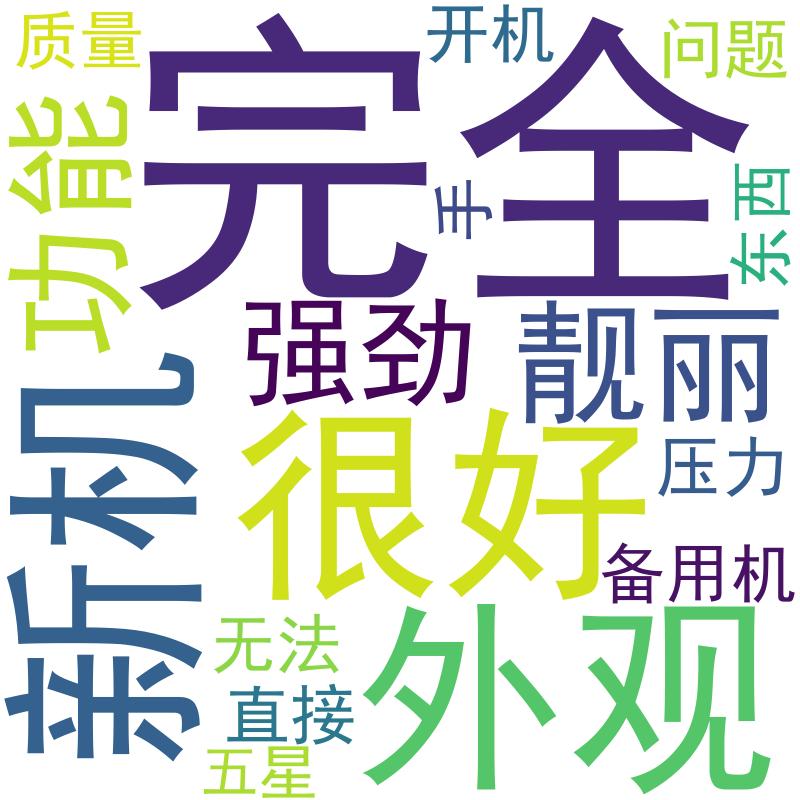 质量
完全
开机
问题
功能
手
东西
强劲
靓丽
新机
很好
压力
备用机
外观
无法
直接
五星